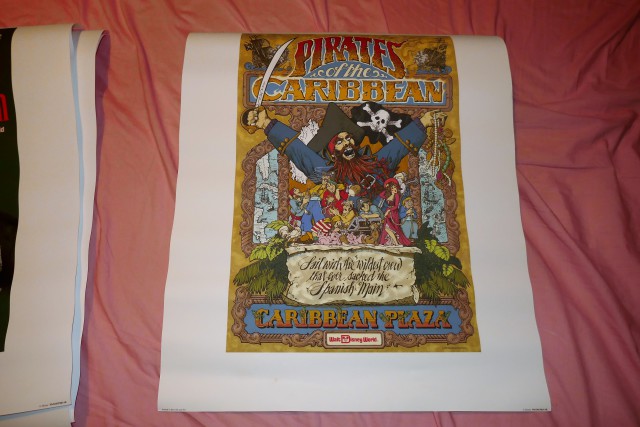 PIRATES
of the
CARIBBEAN
Sail with the wildest crew
that ever sacked the
Spanish Main
CARIBBEAN PLAZA
Walt Disney World